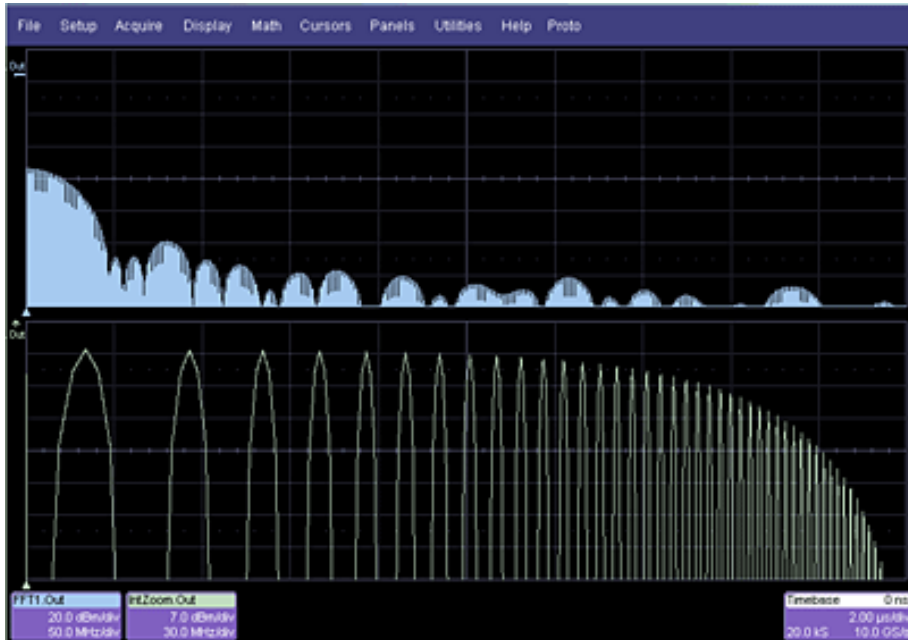 File Setup Acquire Display Math Cursors Panels Utilities Help Proto
Out
Out
FFT1.Out
20.0 dBm/div
50.0 MHz/div
IntZoom.Out
7.0 dBm/div
30.0 MHz/div
Timebase 0 ns
2.00 µs/div
20.0 kS 10.0 GS/s